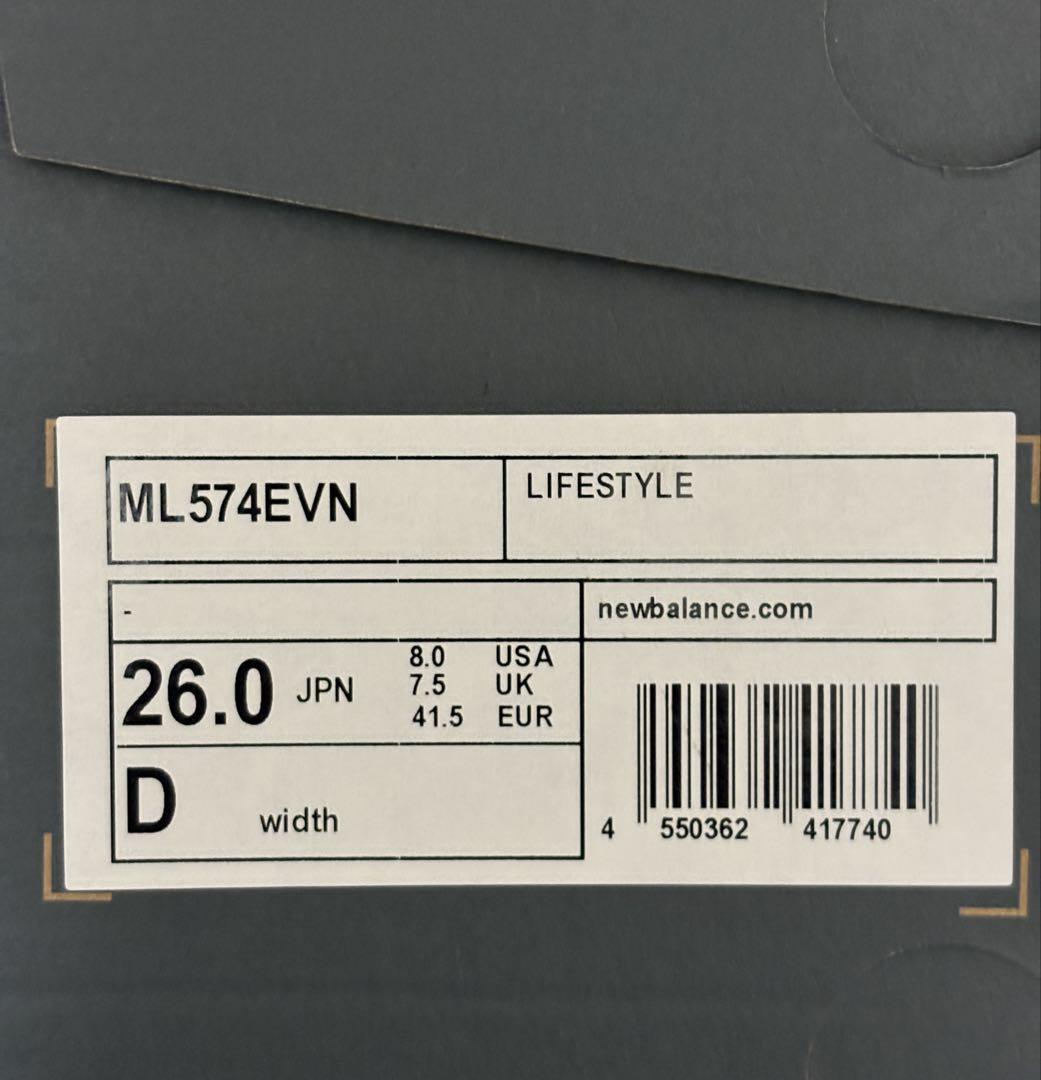 ML574EVN
LIFESTYLE
-
newbalance.com
26.0 JPN
8.0 USA
7.5 UK
41.5 EUR
D width
4 550362 417740